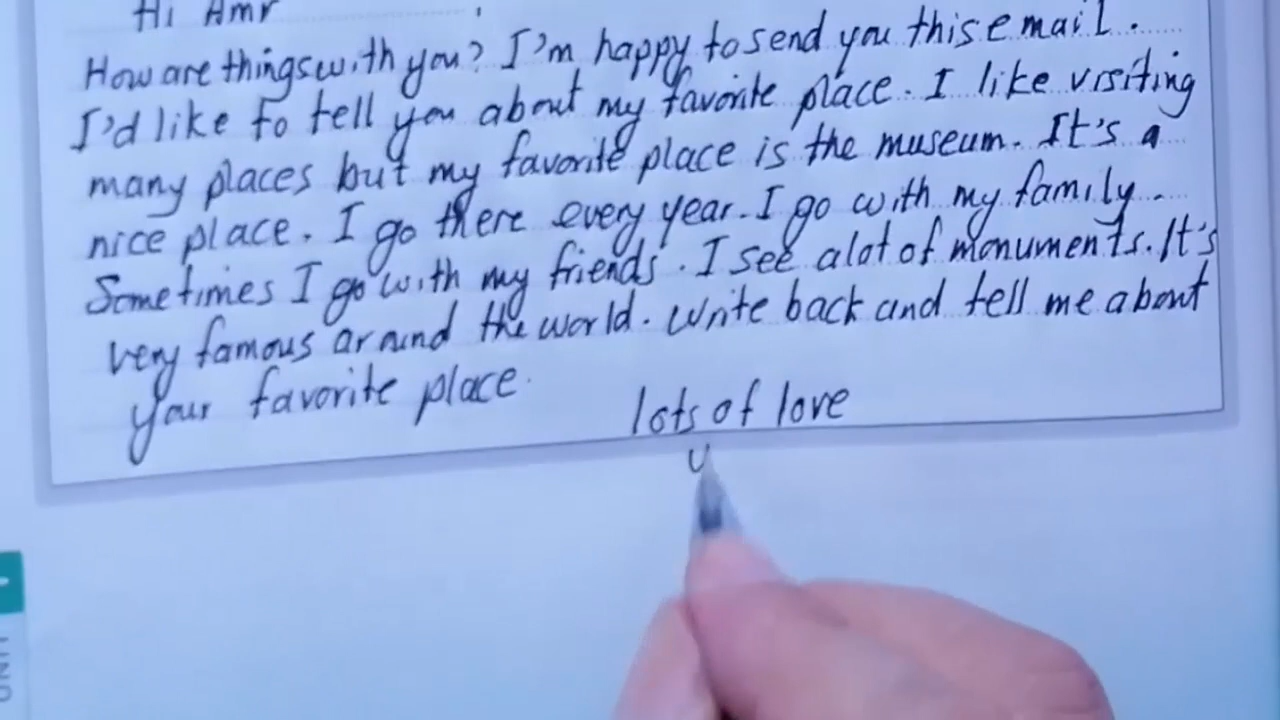 Hi Amr,
How are things with you? I'm happy to send you this email.
I'd like to tell you about my favorite place. I like visiting
many places but my favorite place is the museum. It's a
nice place. I go there every year. I go with my family.
Sometimes I go with my friends. I see a lot of monuments. It's
very famous around the world. Write back and tell me about
your favorite place.
lots of love
UNIT